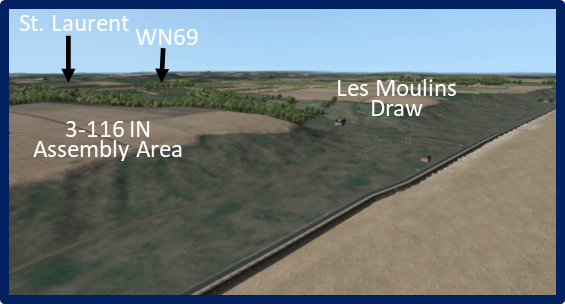 St. Laurent
WN69
Les Moulins
Draw
3-116 IN
Assembly Area